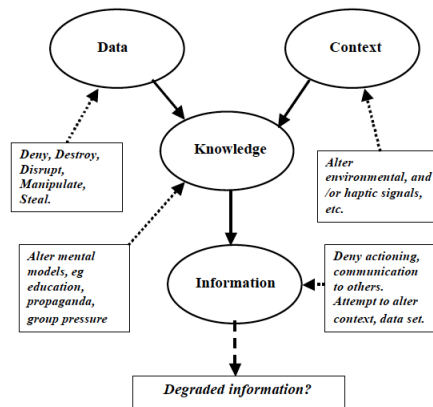 Data
Context
Deny, Destroy,
Disrupt,
Manipulate,
Steal.
Knowledge
Alter
environmental, and
/or haptic signals,
etc.
Alter mental
models, eg
education,
propaganda,
group pressure
Information
Deny actioning,
communication
to others.
Attempt to alter
context, data set.
Degraded information?